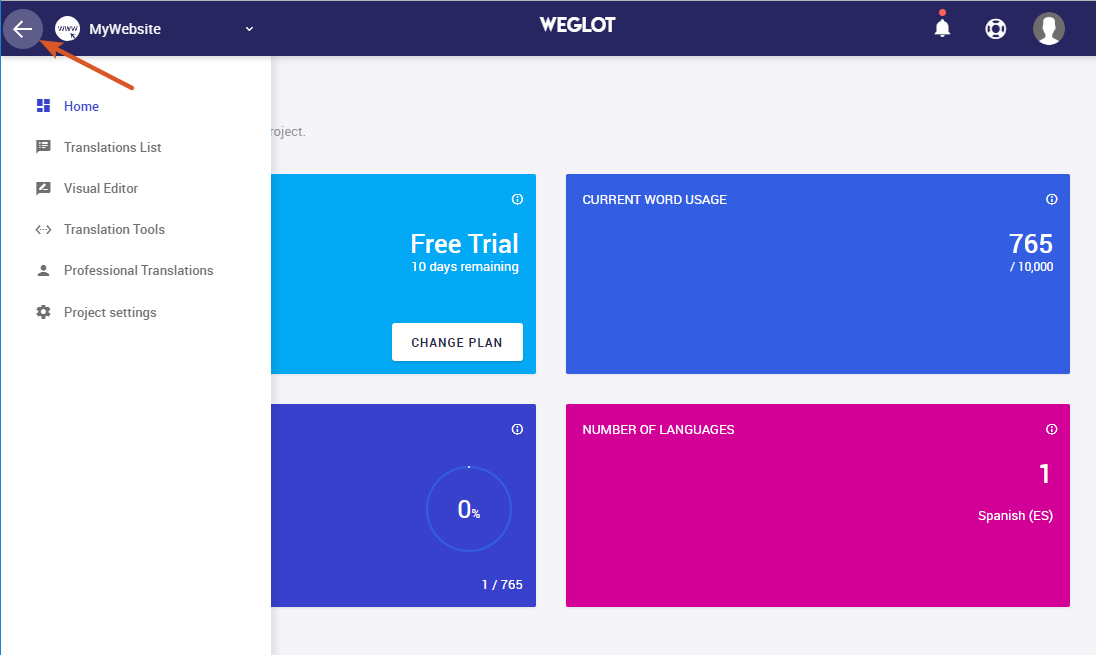 www
MyWebsite
WEGLOT
Home
Translations List
Visual Editor
Translation Tools
Professional Translations
Project settings
roject.
Free Trial
10 days remaining
CHANGE PLAN
CURRENT WORD USAGE
765
/ 10,000
0%
1 / 765
NUMBER OF LANGUAGES
1
Spanish (ES)